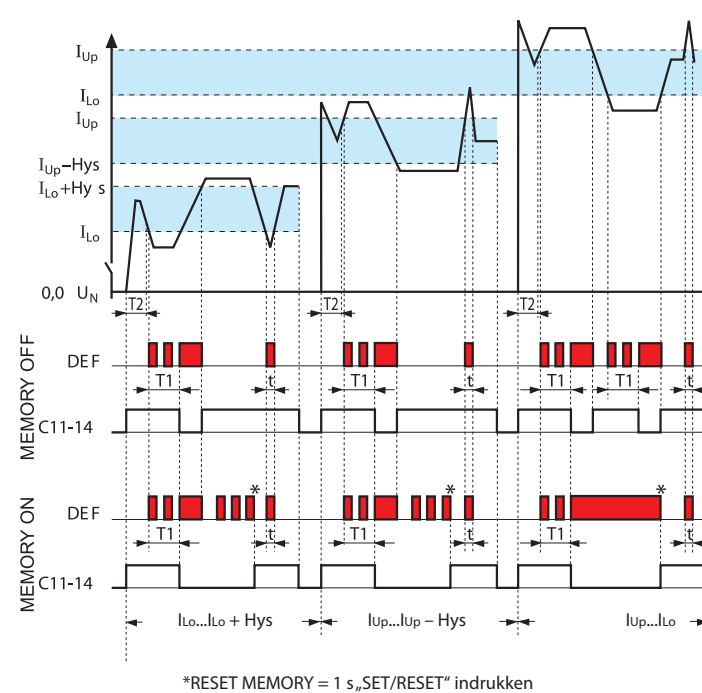 IUp
ILo
IUp
IUp–Hys
ILo+Hy s
ILo
0,0 UN
T2 T2 T2
MEMORY OFF
DEF
T1 t T1 t T1 T1 t
C11-14
MEMORY ON
* * *
DEF
T1 t T1 t T1 t
C11-14
ILo...ILo + Hys IUp...IUp – Hys IUp...ILo
*RESET MEMORY = 1 s„SET/RESET“ indrukken